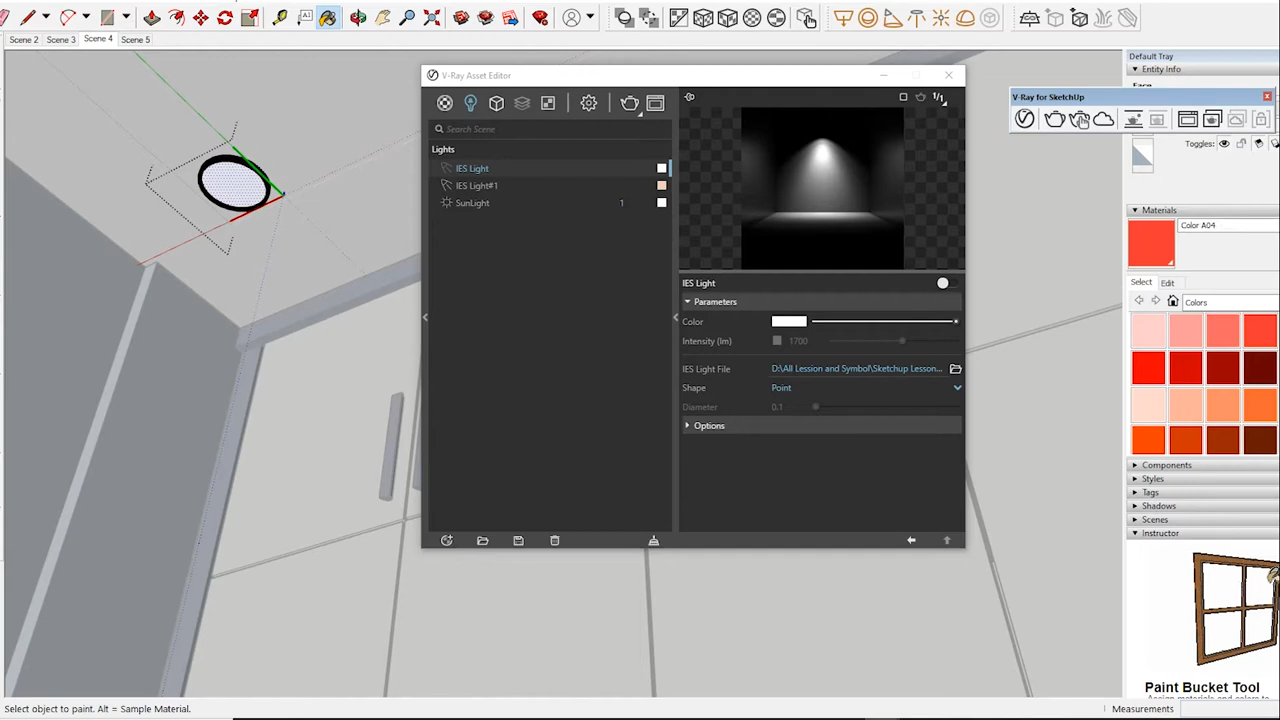 Scene 2
Scene 3
Scene 4
Scene 5
Default Tray
Entity Info
V-Ray Asset Editor
V-Ray for SketchUp
1/1
Search Scene
Toggles:
Lights
IES Light
IES Light#1
SunLight 1
Materials
Color A04
IES Light
Select Edit
Parameters
Colors
Color
Intensity (lm) 1700
IES Light File D:\All Lession and Symbol\Sketchup Lesson...
Shape Point
Diameter 0.1
Options
Components
Styles
Tags
Shadows
Scenes
Instructor
Paint Bucket Tool
Select object to paint. Alt = Sample Material.
Measurements